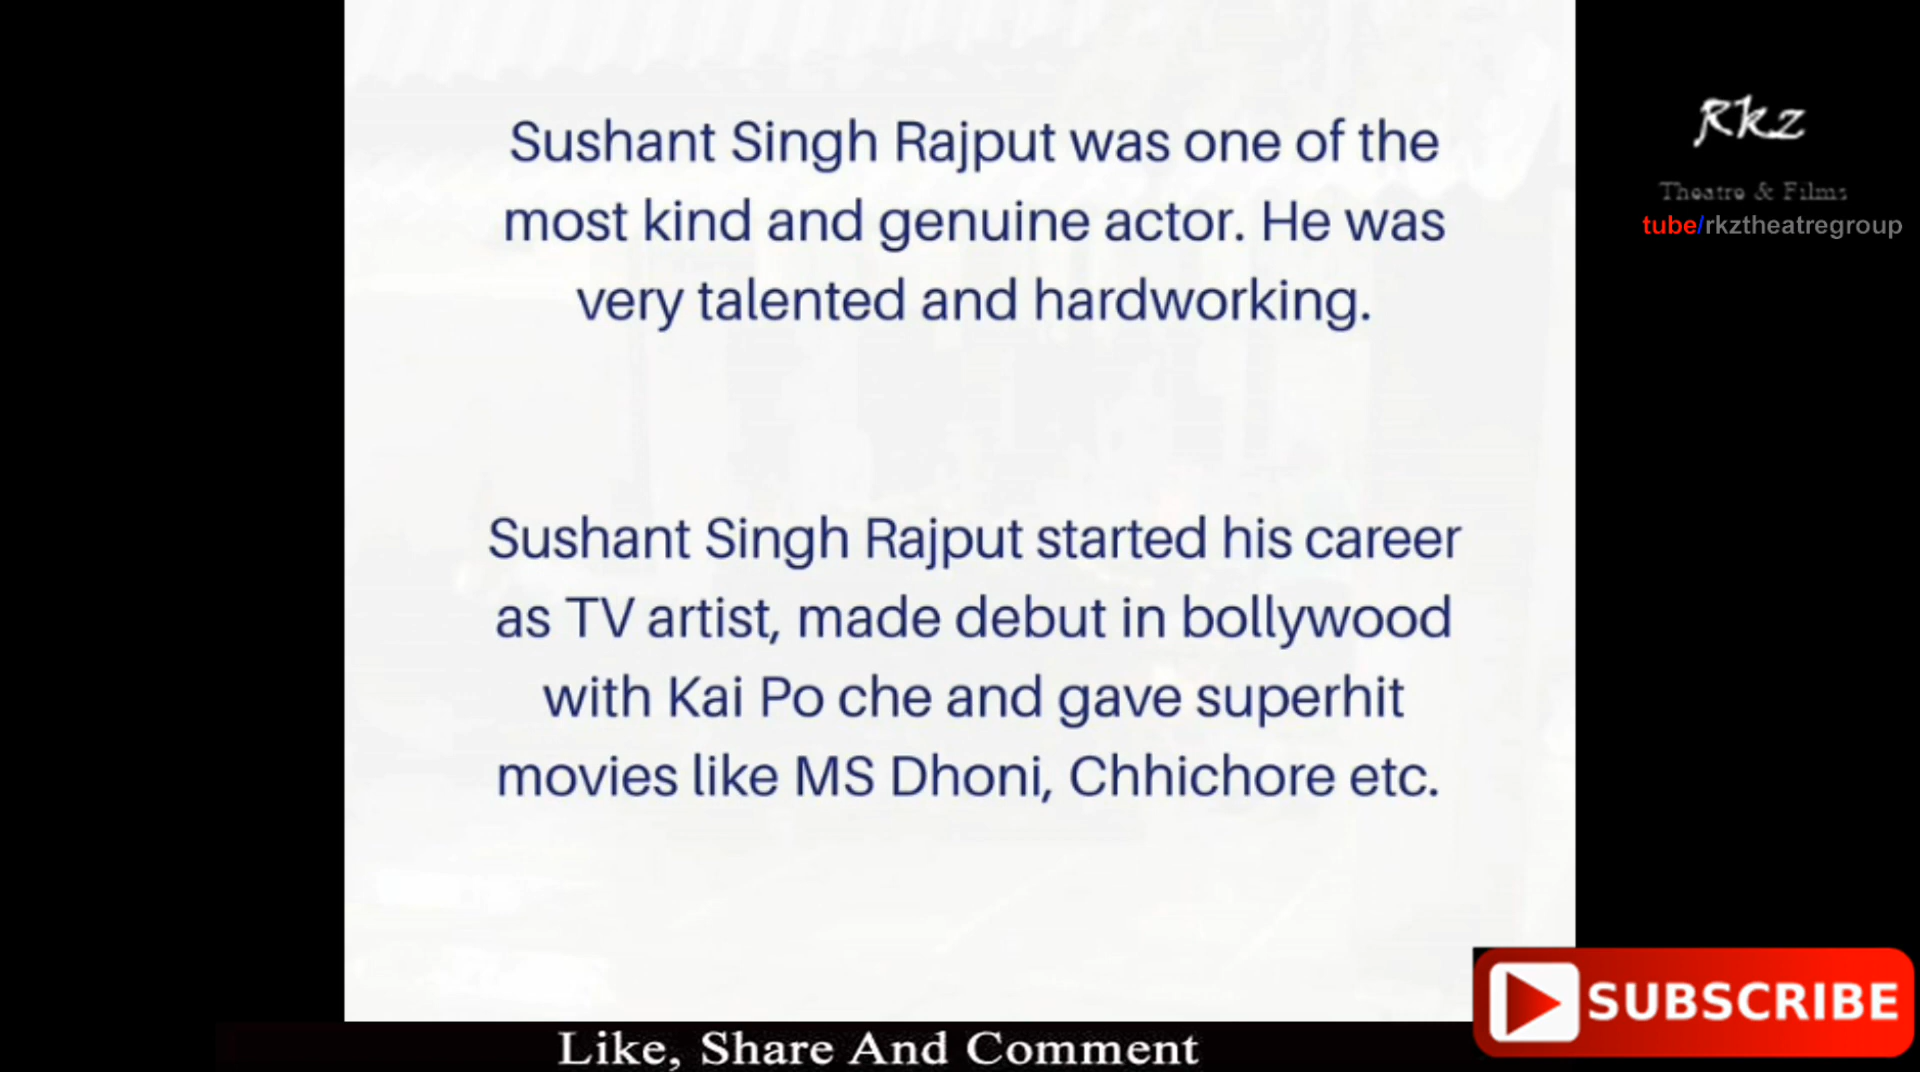 Sushant Singh Rajput was one of the
most kind and genuine actor. He was
very talented and hardworking.
Sushant Singh Rajput started his career
as TV artist, made debut in bollywood
with Kai Po che and gave superhit
movies like MS Dhoni, Chhichore etc.
Rkz
Theatre & Films
tube/rkztheatregroup
SUBSCRIBE
Like, Share And Comment